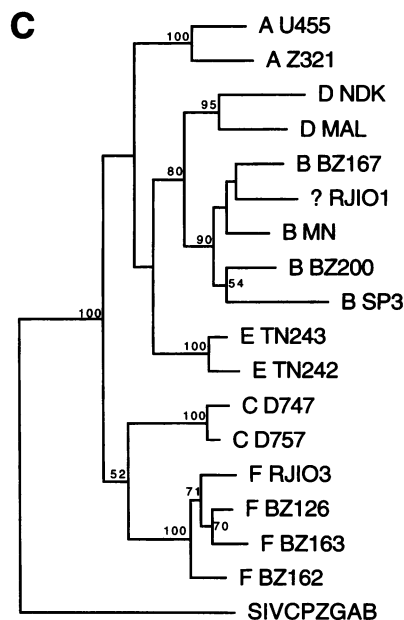 C
A U455
100
A Z321
D NDK
95
D MAL
B BZ167
80
? RJIO1
B MN
90
B BZ200
54
B SP3
E TN243
100
E TN242
100
C D747
100
C D757
F RJIO3
52
71
F BZ126
70
100
F BZ163
F BZ162
SIVCPZGAB